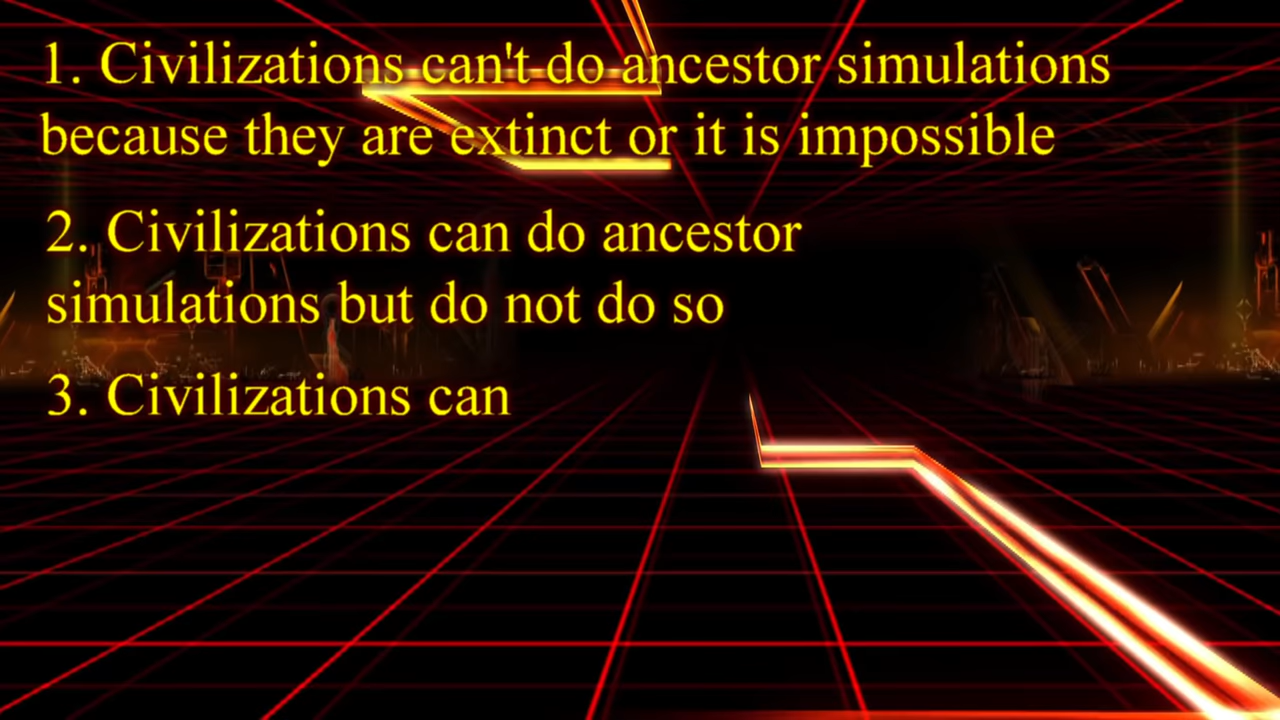 1. Civilizations can't do ancestor simulations
because they are extinct or it is impossible
2. Civilizations can do ancestor
simulations but do not do so
3. Civilizations can